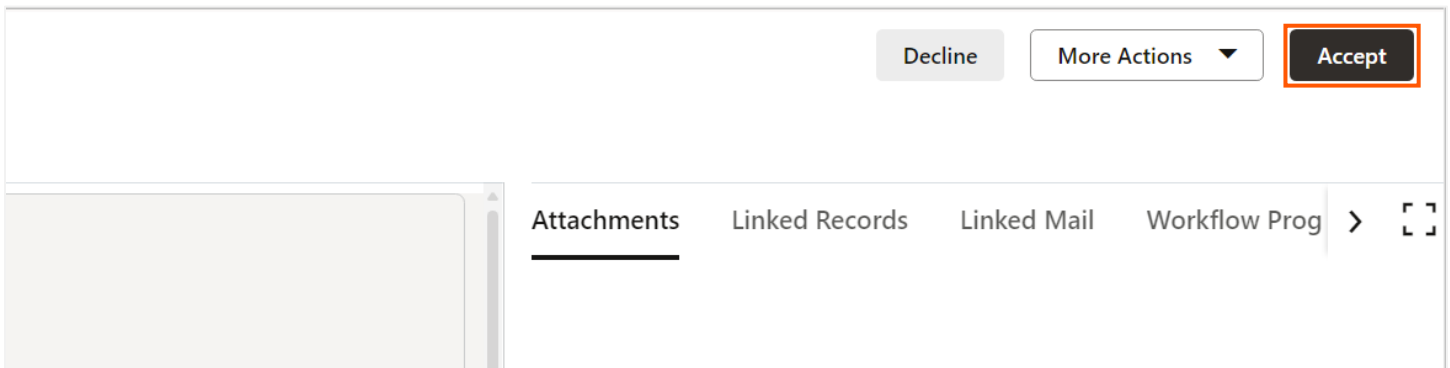 Decline More Actions Accept
Attachments Linked Records Linked Mail Workflow Prog